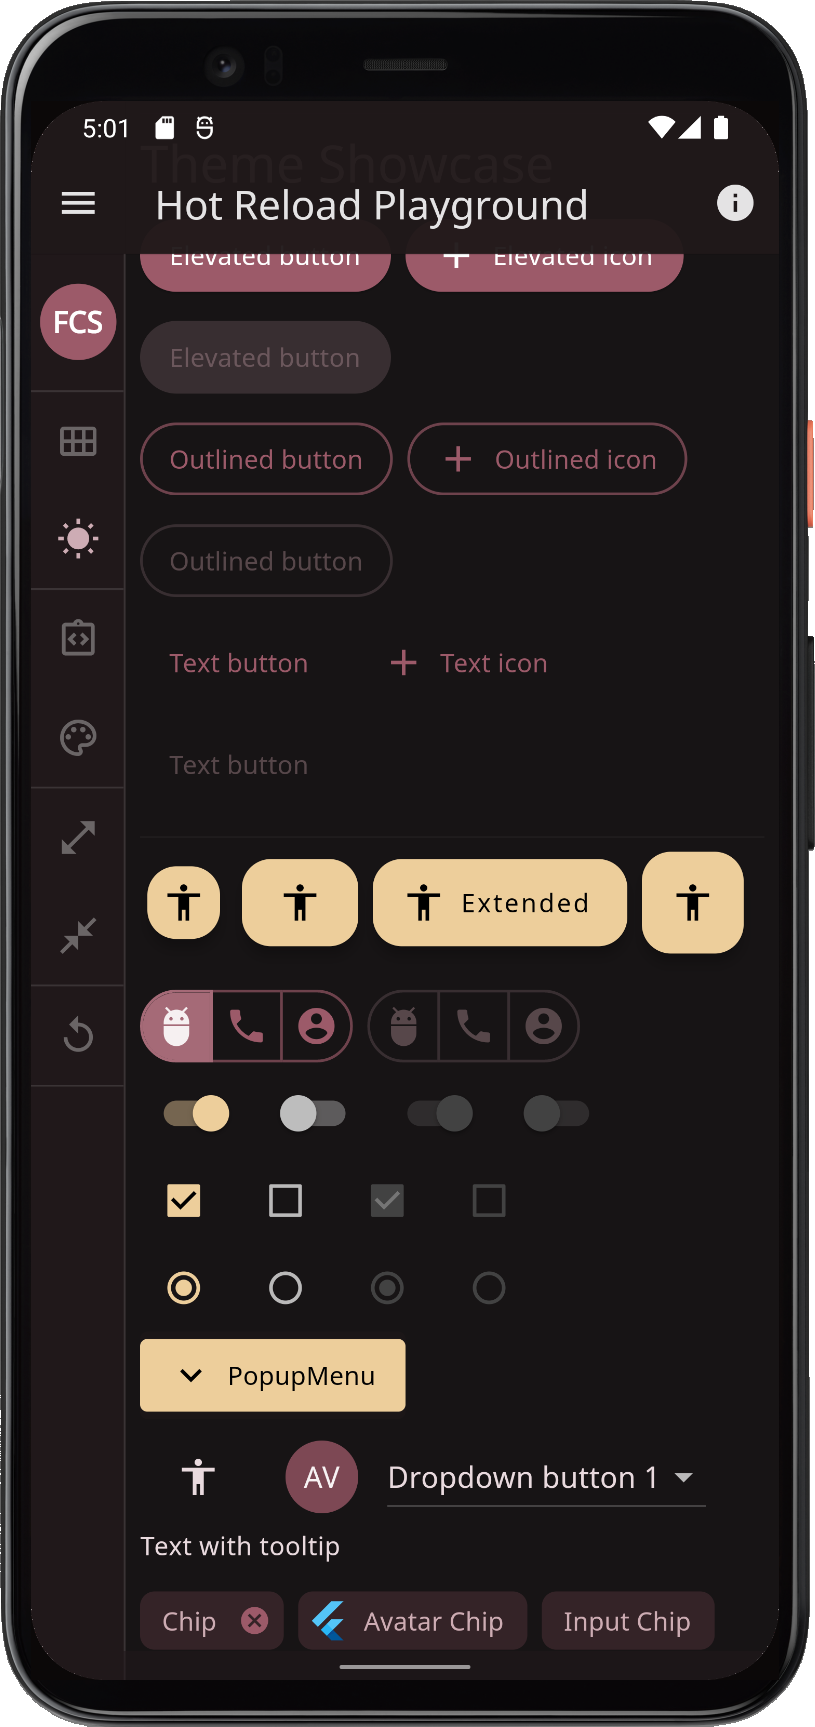 5:01
Theme Showcase
Hot Reload Playground
Elevated button
Elevated icon
FCS
Elevated button
Outlined button
Outlined icon
Outlined button
Text button
Text icon
Text button
Extended
PopupMenu
AV
Dropdown button 1
Text with tooltip
Chip
Avatar Chip
Input Chip